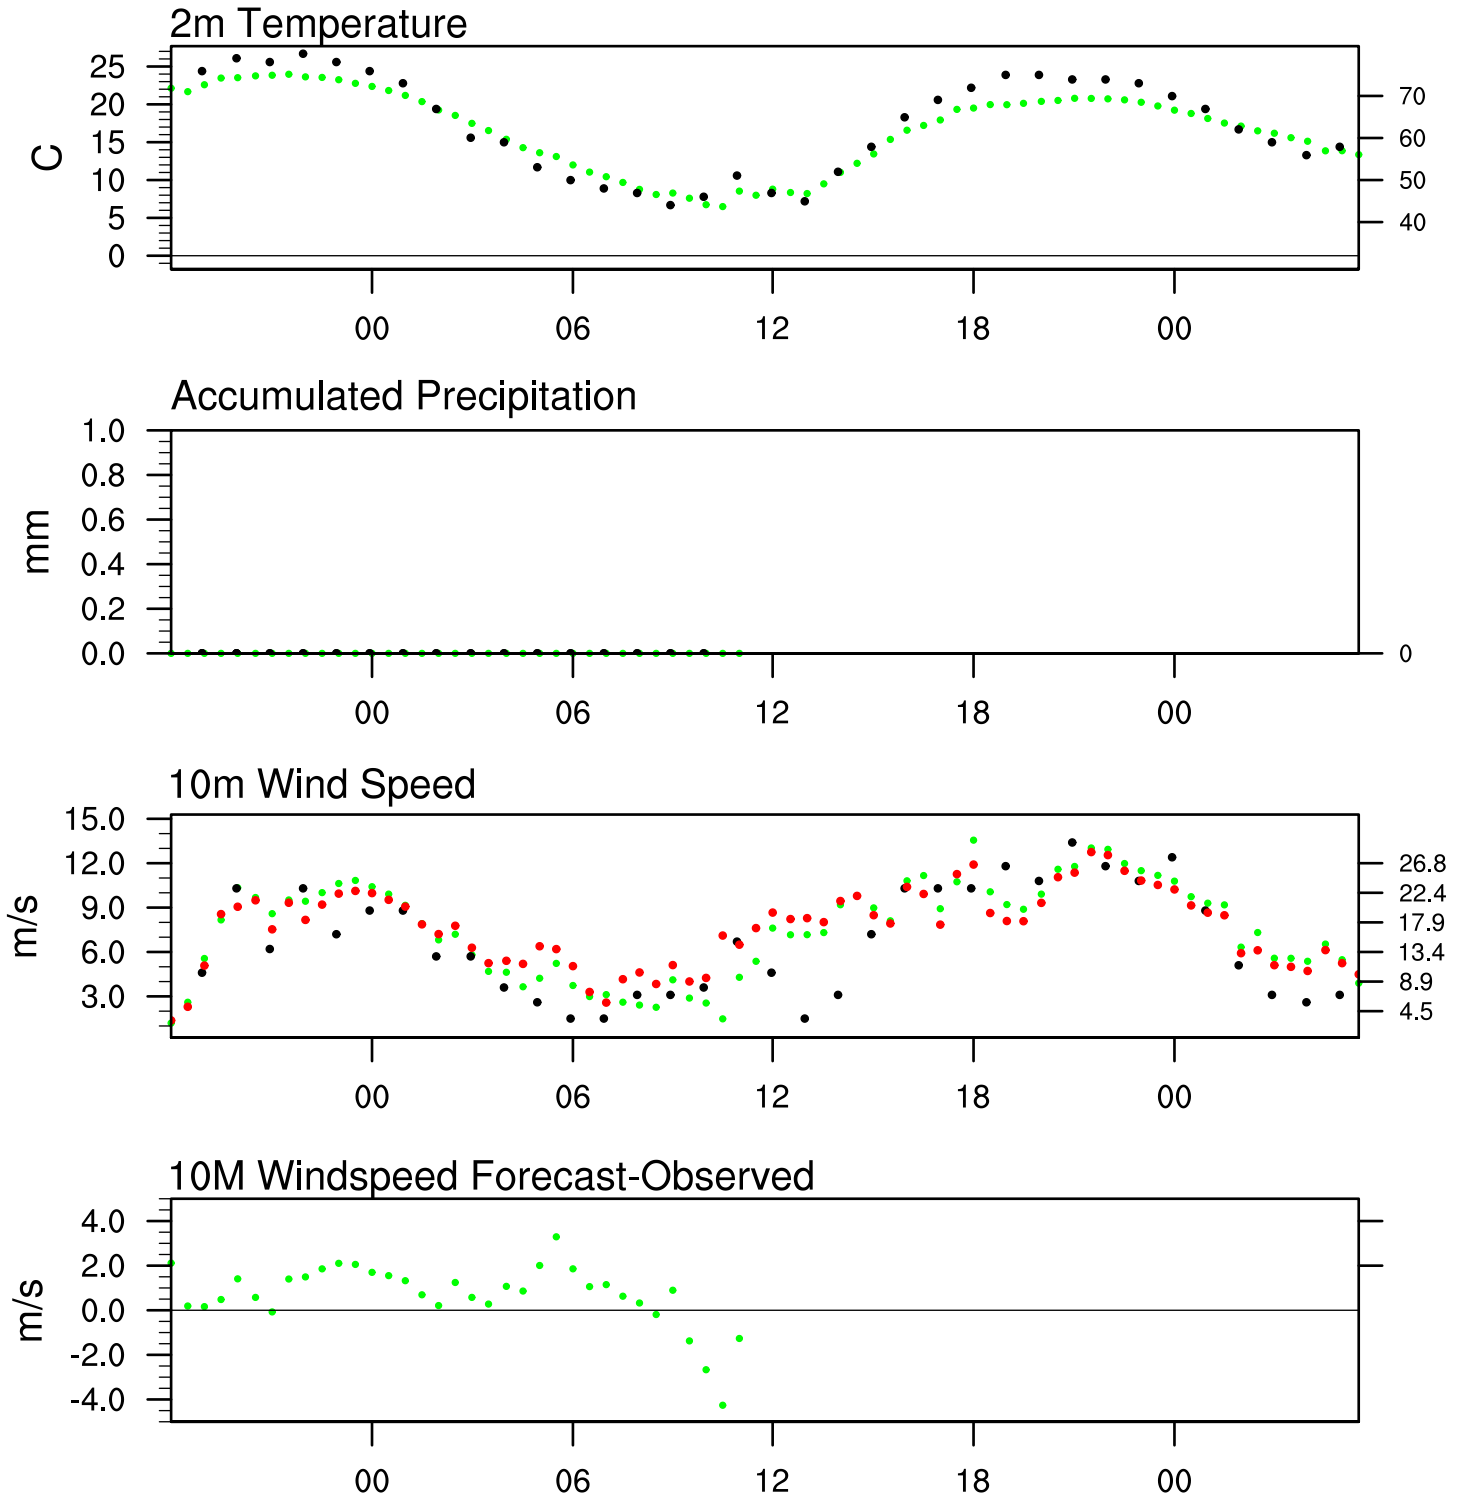 2m Temperature
25
20
15
10
5
0
C
70
60
50
40
00 06 12 18 00
Accumulated Precipitation
1.0
0.8
0.6
0.4
0.2
0.0
mm
0
00 06 12 18 00
10m Wind Speed
15.0
12.0
9.0
6.0
3.0
m/s
26.8
22.4
17.9
13.4
8.9
4.5
00 06 12 18 00
10M Windspeed Forecast-Observed
4.0
2.0
0.0
-2.0
-4.0
m/s
00 06 12 18 00